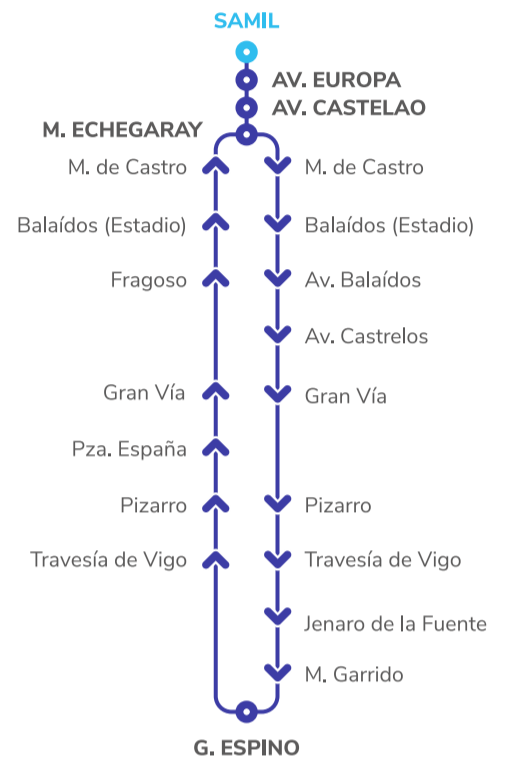 SAMIL
AV. EUROPA
AV. CASTELAO
M. ECHEGARAY
M. de Castro
M. de Castro
Balaídos (Estadio)
Balaídos (Estadio)
Fragoso
Av. Balaídos
Av. Castrelos
Gran Vía
Gran Vía
Pza. España
Pizarro
Pizarro
Travesía de Vigo
Travesía de Vigo
Jenaro de la Fuente
M. Garrido
G. ESPINO